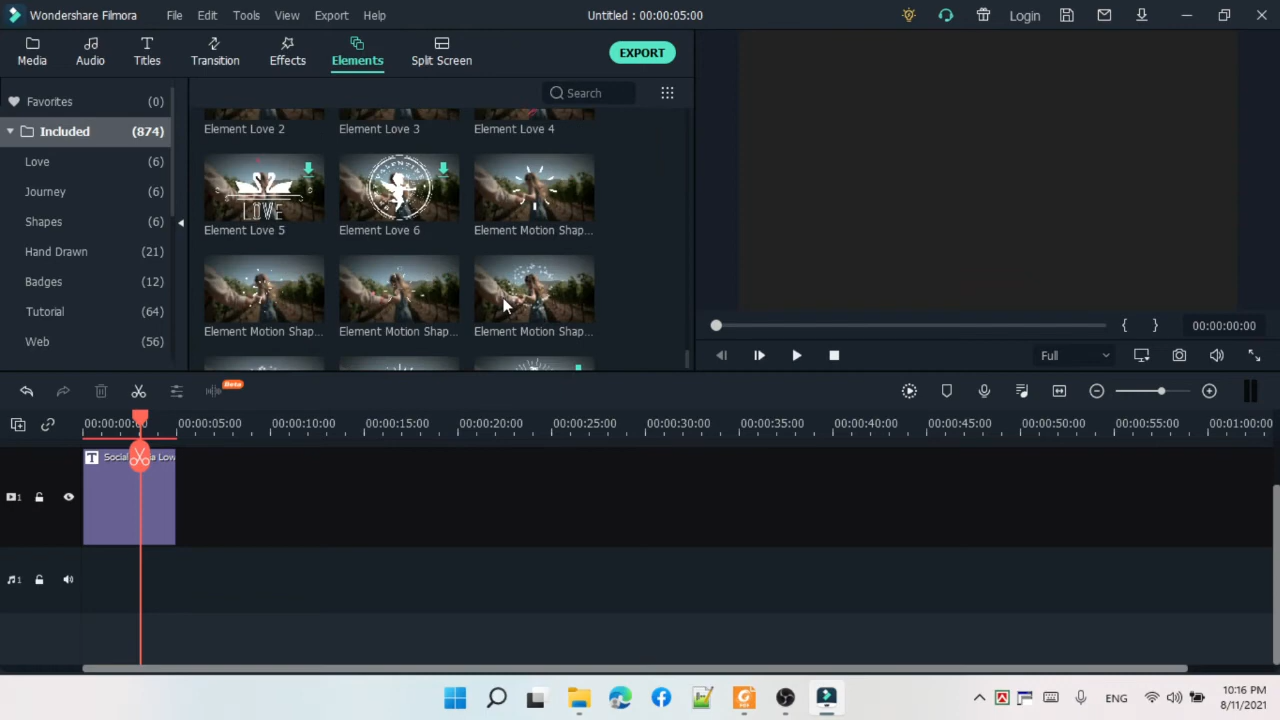 Wondershare Filmora File Edit Tools View Export Help Untitled : 00:00:05:00 Login
Media Audio Titles Transition Effects Elements Split Screen EXPORT
Favorites (0)
Included (874)
Love (6)
Journey (6)
Shapes (6)
Hand Drawn (21)
Badges (12)
Tutorial (64)
Web (56)
Search
Element Love 2 Element Love 3 Element Love 4
LOVE
Element Love 5 Element Love 6 Element Motion Shap...
Element Motion Shap... Element Motion Shap... Element Motion Shap...
{ } 00:00:00:00
Full
Beta
00:00:00:0 00:00:05:00 00:00:10:00 00:00:15:00 00:00:20:00 00:00:25:00 00:00:30:00 00:00:35:00 00:00:40:00 00:00:45:00 00:00:50:00 00:00:55:00 00:01:00:00
T Social a Low
1
1
ENG 10:16 PM
8/11/2021